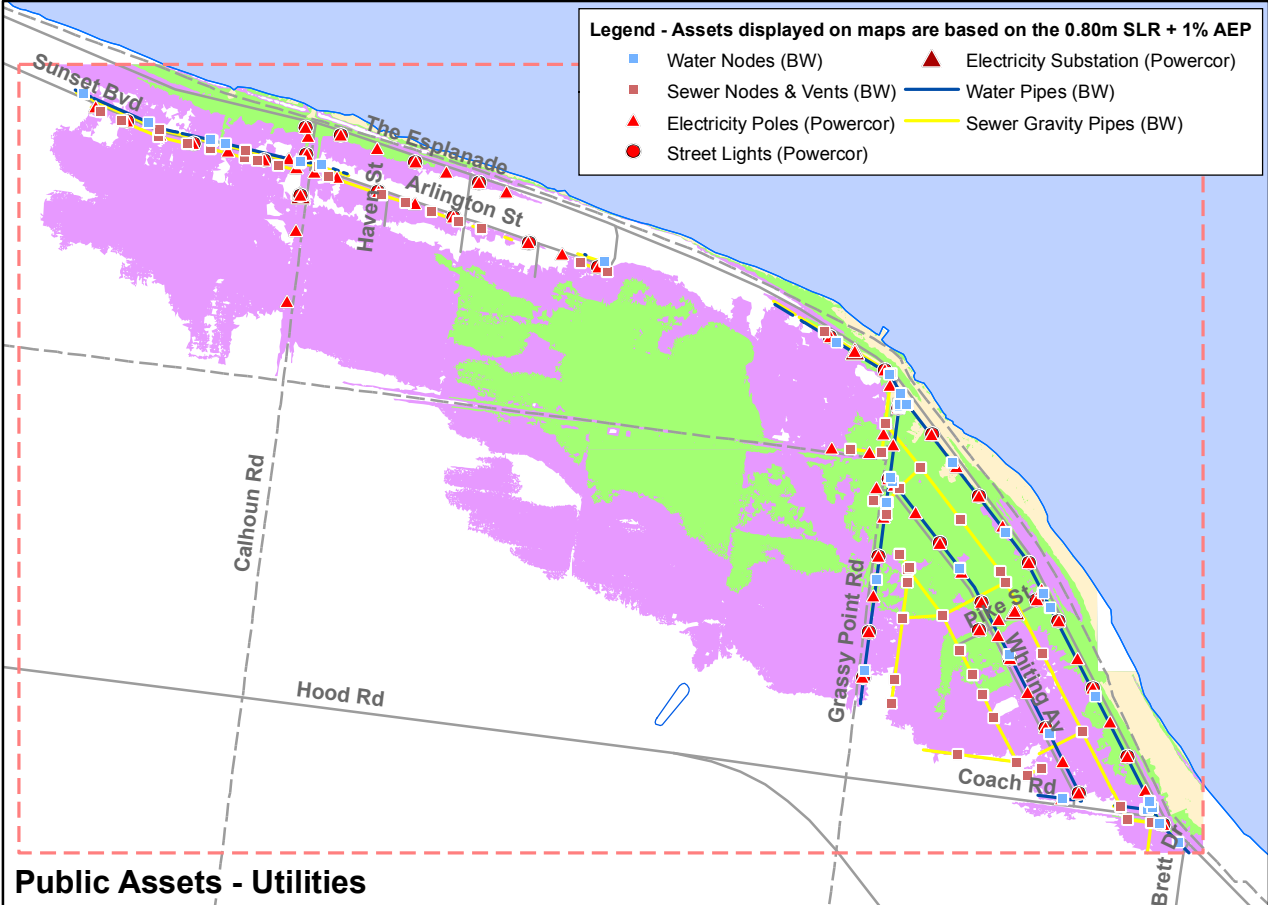 Legend - Assets displayed on maps are based on the 0.80m SLR + 1% AEP
Water Nodes (BW)
Electricity Substation (Powercor)
Sewer Nodes & Vents (BW)
Water Pipes (BW)
Electricity Poles (Powercor)
Sewer Gravity Pipes (BW)
Street Lights (Powercor)
Sunset Bvd
The Esplanade
Haven St
Arlington St
Calhoun Rd
Grassy Point Rd
Pike St
Whiting Av
Hood Rd
Coach Rd
Brett Dr
Public Assets - Utilities